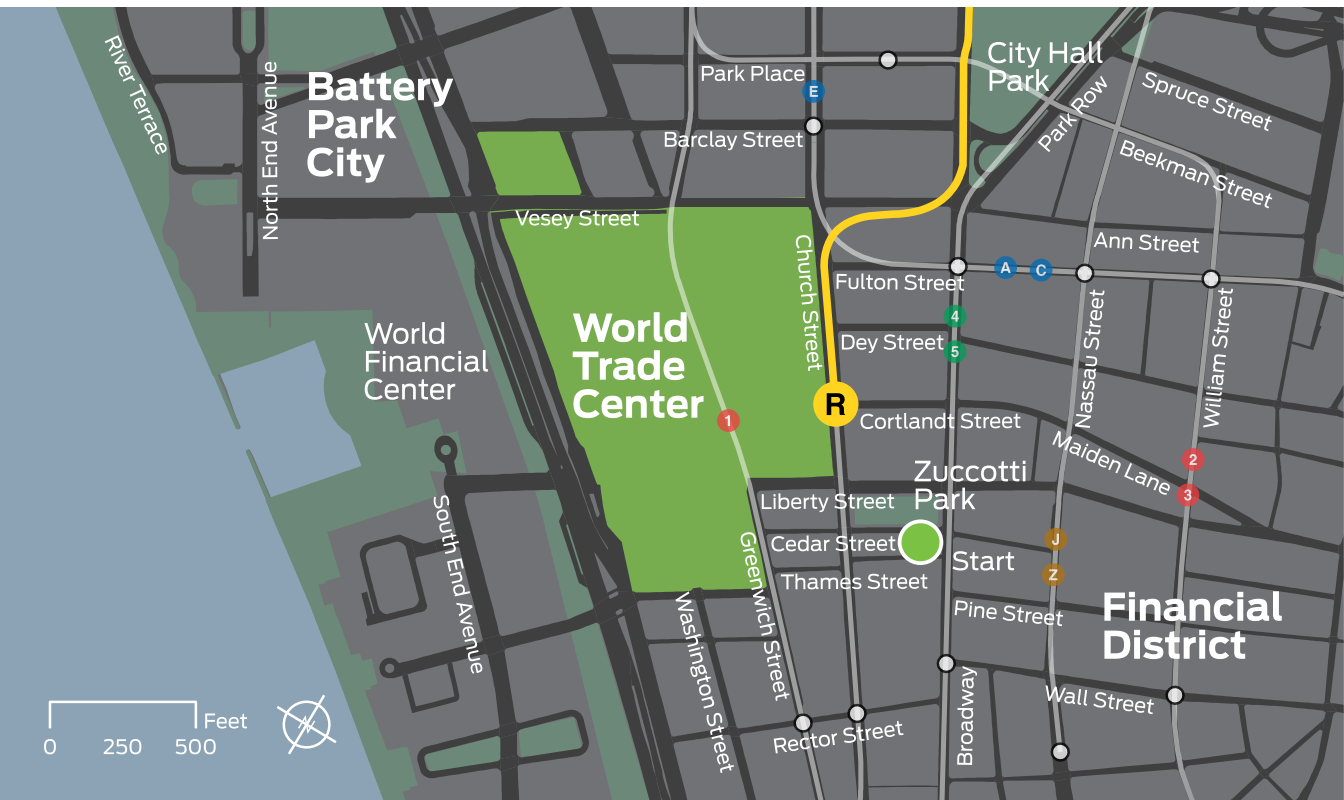 River Terrace
North End Avenue
Battery
Park
City
Park Place
E
Barclay Street
City Hall
Park
Park Row
Spruce Street
Beekman Street
Vesey Street
Church Street
Ann Street
Fulton Street
A
C
4
Dey Street
5
World
Financial
Center
World
Trade
Center
1
R
Cortlandt Street
Nassau Street
William Street
Maiden Lane
2
3
Zuccotti
Park
Liberty Street
Cedar Street
Start
J
Z
Thames Street
South End Avenue
Greenwich Street
Washington Street
Pine Street
Financial
District
Wall Street
Broadway
Rector Street
Feet
0 250 500
N